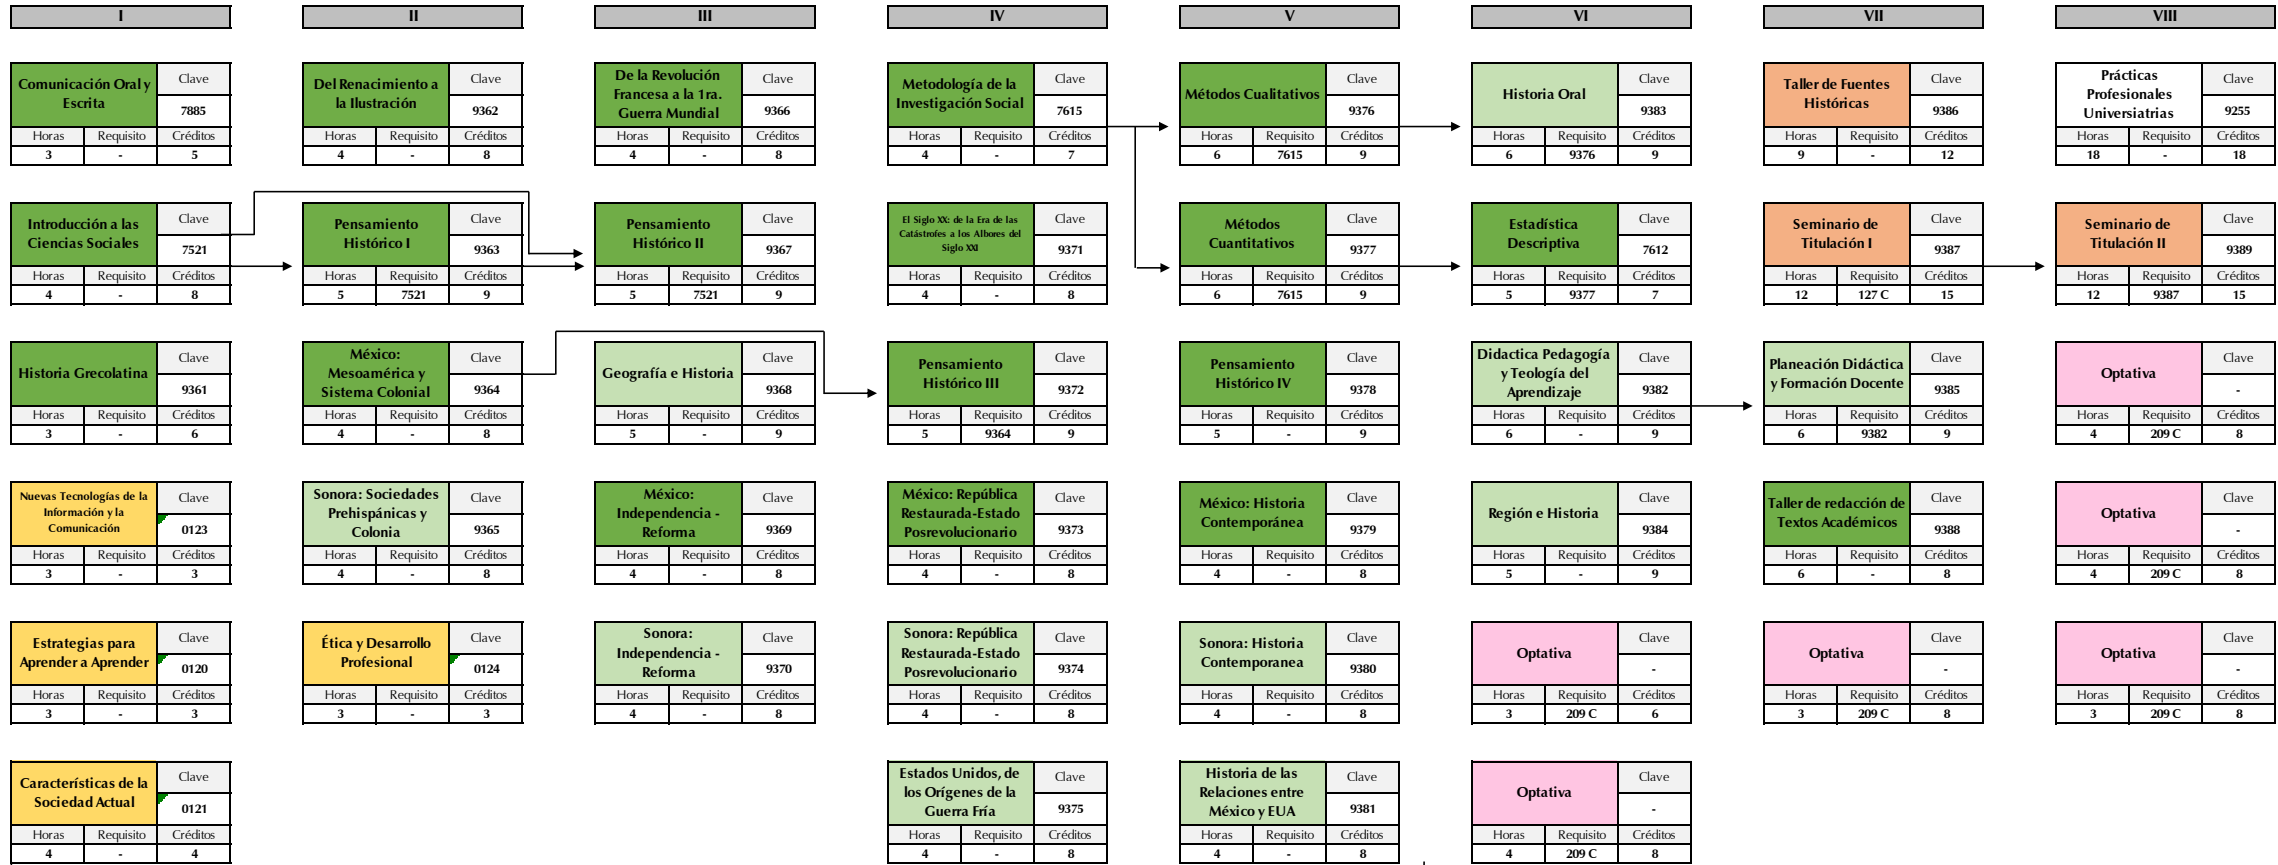 I II III IV V VI VII VIII
Comunicación Oral y
Escrita
Clave
7885
Horas Requisito Créditos
3 - 5
Del Renacimiento a
la Ilustración
Clave
9362
Horas Requisito Créditos
4 - 8
De la Revolución
Francesa a la 1ra.
Guerra Mundial
Clave
9366
Horas Requisito Créditos
4 - 8
Metodología de la
Investigación Social
Clave
7615
Horas Requisito Créditos
4 - 7
Métodos Cualitativos
Clave
9376
Horas Requisito Créditos
6 7615 9
Historia Oral
Clave
9383
Horas Requisito Créditos
6 9376 9
Taller de Fuentes
Históricas
Clave
9386
Horas Requisito Créditos
9 - 12
Prácticas
Profesionales
Universiatrias
Clave
9255
Horas Requisito Créditos
18 - 18
Introducción a las
Ciencias Sociales
Clave
7521
Horas Requisito Créditos
4 - 8
Pensamiento
Histórico I
Clave
9363
Horas Requisito Créditos
5 7521 9
Pensamiento
Histórico II
Clave
9367
Horas Requisito Créditos
5 7521 9
El Siglo XX: de la Era de las
Catástrofes a los Albores del
Siglo XXI
Clave
9371
Horas Requisito Créditos
4 - 8
Métodos
Cuantitativos
Clave
9377
Horas Requisito Créditos
6 7615 9
Estadística
Descriptiva
Clave
7612
Horas Requisito Créditos
5 9377 7
Seminario de
Titulación I
Clave
9387
Horas Requisito Créditos
12 127 C 15
Seminario de
Titulación II
Clave
9389
Horas Requisito Créditos
12 9387 15
Historia Grecolatina
Clave
9361
Horas Requisito Créditos
3 - 6
México:
Mesoamérica y
Sistema Colonial
Clave
9364
Horas Requisito Créditos
4 - 8
Geografía e Historia
Clave
9368
Horas Requisito Créditos
5 - 9
Pensamiento
Histórico III
Clave
9372
Horas Requisito Créditos
5 9364 9
Pensamiento
Histórico IV
Clave
9378
Horas Requisito Créditos
5 - 9
Didactica Pedagogía
y Teología del
Aprendizaje
Clave
9382
Horas Requisito Créditos
6 - 9
Planeación Didáctica
y Formación Docente
Clave
9385
Horas Requisito Créditos
6 9382 9
Optativa
Clave
-
Horas Requisito Créditos
4 209 C 8
Nuevas Tecnologías de la
Información y la
Comunicación
Clave
0123
Horas Requisito Créditos
3 - 3
Sonora: Sociedades
Prehispánicas y
Colonia
Clave
9365
Horas Requisito Créditos
4 - 8
México:
Independencia -
Reforma
Clave
9369
Horas Requisito Créditos
4 - 8
México: República
Restaurada-Estado
Posrevolucionario
Clave
9373
Horas Requisito Créditos
4 - 8
México: Historia
Contemporánea
Clave
9379
Horas Requisito Créditos
4 - 8
Región e Historia
Clave
9384
Horas Requisito Créditos
5 - 9
Taller de redacción de
Textos Académicos
Clave
9388
Horas Requisito Créditos
6 - 8
Optativa
Clave
-
Horas Requisito Créditos
4 209 C 8
Estrategias para
Aprender a Aprender
Clave
0120
Horas Requisito Créditos
3 - 3
Ética y Desarrollo
Profesional
Clave
0124
Horas Requisito Créditos
3 - 3
Sonora:
Independencia -
Reforma
Clave
9370
Horas Requisito Créditos
4 - 8
Sonora: República
Restaurada-Estado
Posrevolucionario
Clave
9374
Horas Requisito Créditos
4 - 8
Sonora: Historia
Contemporanea
Clave
9380
Horas Requisito Créditos
4 - 8
Optativa
Clave
-
Horas Requisito Créditos
3 209 C 6
Optativa
Clave
-
Horas Requisito Créditos
3 209 C 8
Optativa
Clave
-
Horas Requisito Créditos
3 209 C 8
Características de la
Sociedad Actual
Clave
0121
Horas Requisito Créditos
4 - 4
Estados Unidos, de
los Orígenes de la
Guerra Fría
Clave
9375
Horas Requisito Créditos
4 - 8
Historia de las
Relaciones entre
México y EUA
Clave
9381
Horas Requisito Créditos
4 - 8
Optativa
Clave
-
Horas Requisito Créditos
4 209 C 8